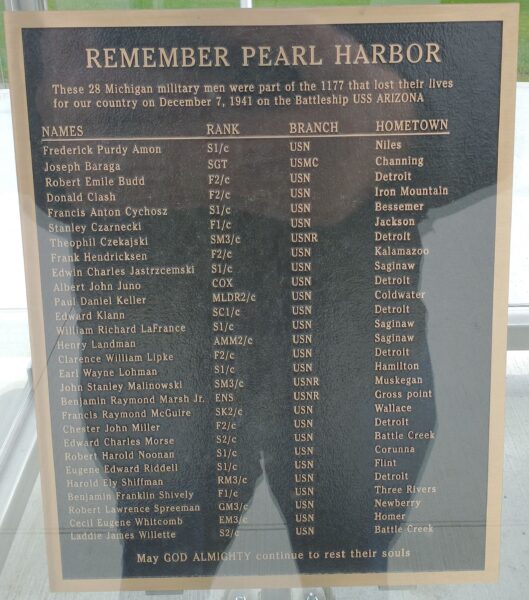 REMEMBER PEARL HARBOR
These 28 Michigan military men were part of the 1177 that lost their lives
for our country on December 7, 1941 on the Battleship USS ARIZONA
NAMES RANK BRANCH HOMETOWN
Frederick Purdy Amon S1/c USN Niles
Joseph Baraga SGT USMC Channing
Robert Emile Budd F2/c USN Detroit
Donald Clash F2/c USN Iron Mountain
Francis Anton Cychosz S1/c USN Bessemer
Stanley Czarnecki F1/c USN Jackson
Theophil Czekajski SM3/c USNR Detroit
Frank Hendricksen F2/c USN Kalamazoo
Edwin Charles Jastrzcemski S1/c USN Saginaw
Albert John Juno COX USN Detroit
Paul Daniel Keller MLDR2/c USN Coldwater
Edward Klann SC1/c USN Detroit
William Richard LaFrance S1/c USN Saginaw
Henry Landman AMM2/c USN Saginaw
Clarence William Lipke F2/c USN Detroit
Earl Wayne Lohman S1/c USN Hamilton
John Stanley Malinowski SM3/c USNR Muskegan
Benjamin Raymond Marsh Jr. ENS USNR Gross point
Francis Raymond McGuire SK2/c USN Wallace
Chester John Miller F2/c USN Detroit
Edward Charles Morse S2/c USN Battle Creek
Robert Harold Noonan S1/c USN Corunna
Eugene Edward Riddell S1/c USN Flint
Harold Ely Shiffman RM3/c USN Detroit
Benjamin Franklin Shively F1/c USN Three Rivers
Robert Lawrence Spreeman GM3/c USN Newberry
Cecil Eugene Whitcomb EM3/c USN Homer
Laddie James Willette S2/c USN Battle Creek
May GOD ALMIGHTY continue to rest their souls